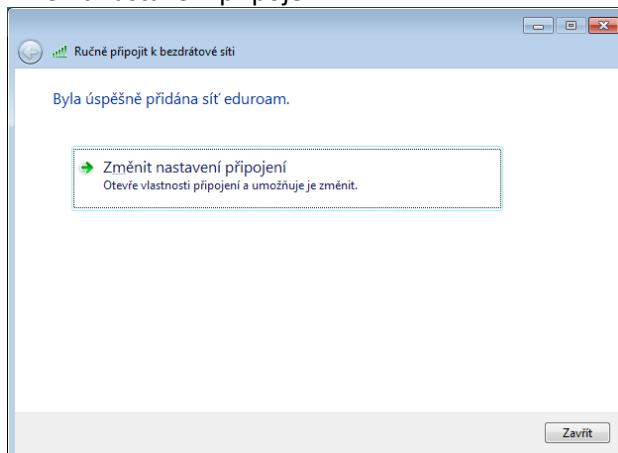 Ručně připojit k bezdrátové síti
Byla úspěšně přidána síť eduroam.
Změnit nastavení připojení
Otevře vlastnosti připojení a umožňuje je změnit.
Zavřít